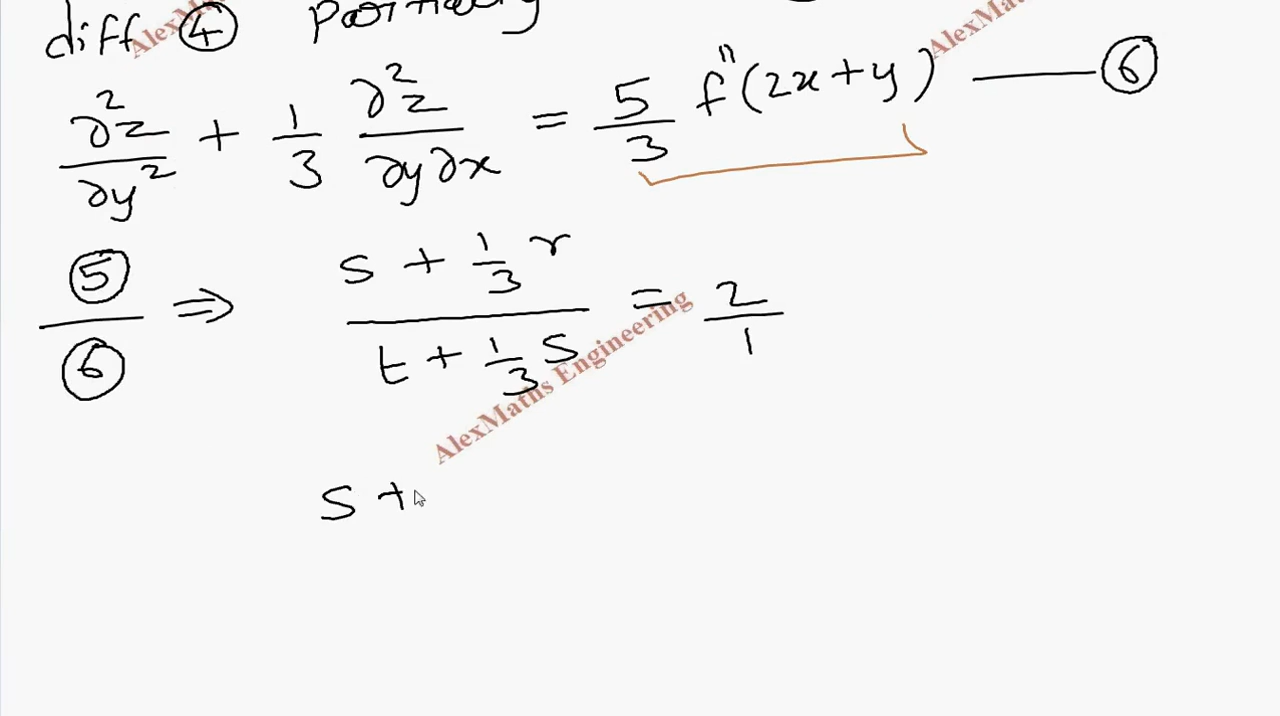 diff ④ partially
∂²z/∂y² + 1/3 ∂²z/∂y∂x = 5/3 f''(2x+y) —— ⑥
⑤/⑥ ⇒ (s + 1/3 r)/(t + 1/3 s) = 2/1
s +
AlexMaths Engineering